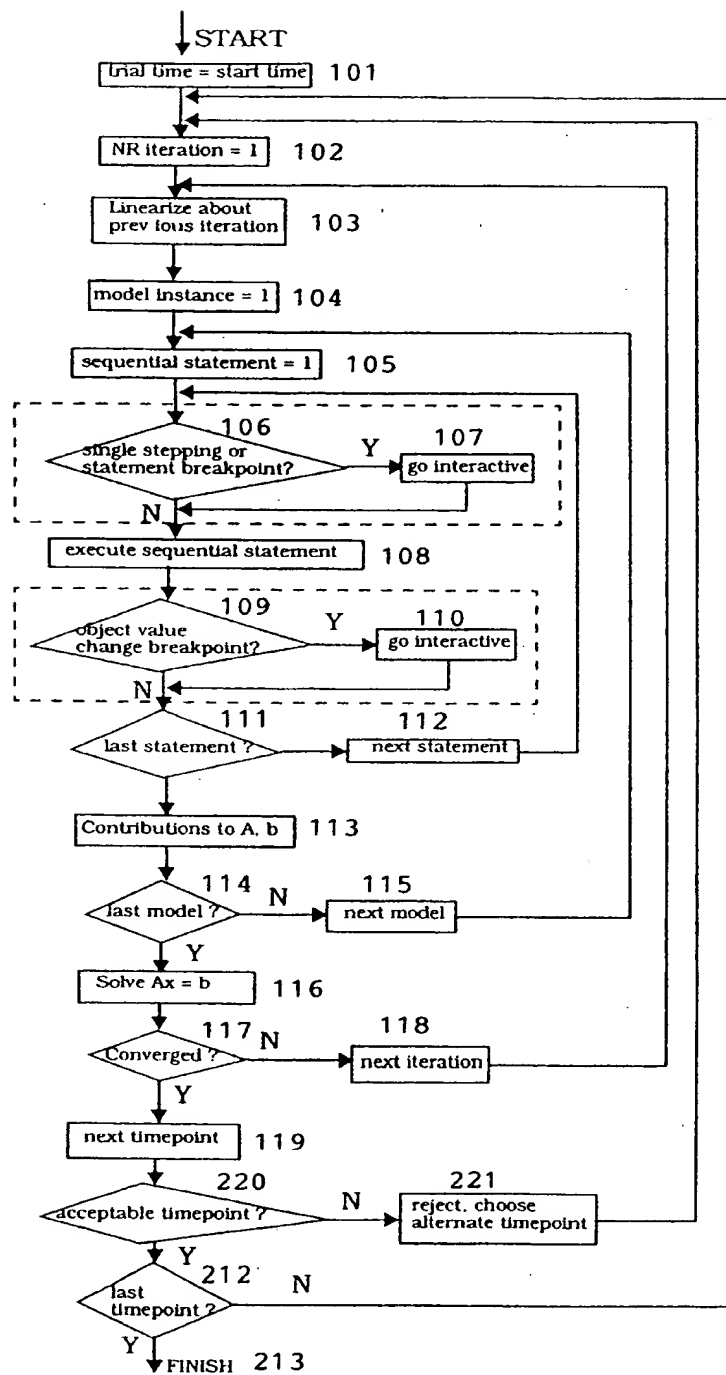 START
trial time = start time 101
NR iteration = 1 102
Linearize about
previous iteration 103
model instance = 1 104
sequential statement = 1 105
106
single stepping or
statement breakpoint?
Y
107
go interactive
N
execute sequential statement 108
109
object value
change breakpoint?
Y
110
go interactive
N
111
last statement ?
112
next statement
Contributions to A, b 113
114
last model ?
N
115
next model
Y
Solve Ax = b 116
117
Converged ?
N
118
next iteration
Y
next timepoint 119
220
acceptable timepoint ?
N
221
reject, choose
alternate timepoint
Y
212
last
timepoint ?
N
Y
FINISH 213